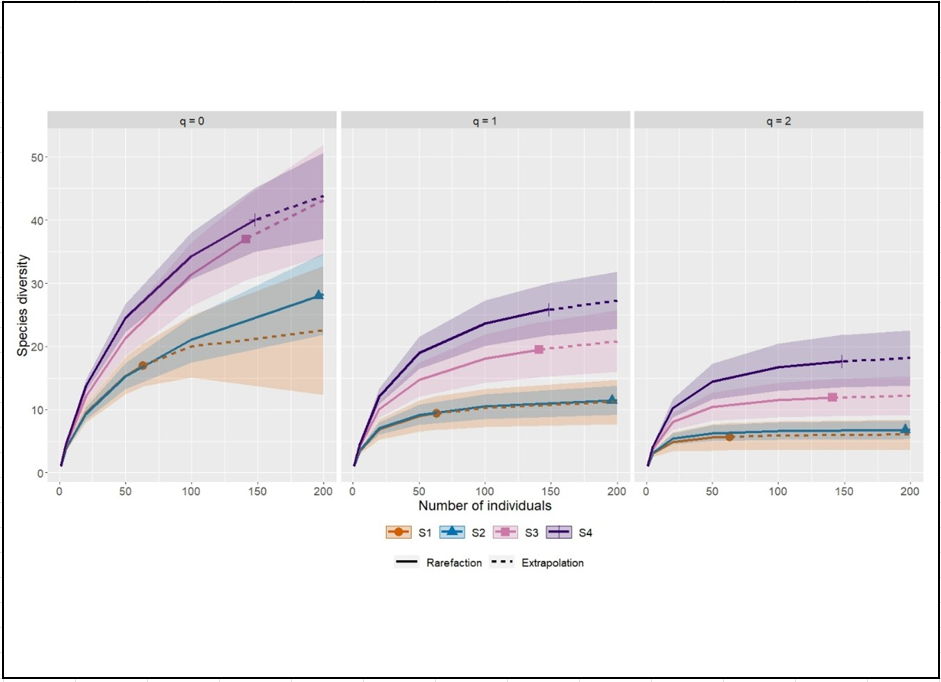 q = 0 q = 1 q = 2
50
40
30
20
10
0
Species diversity
0 50 100 150 200 0 50 100 150 200 0 50 100 150 200
Number of individuals
S1 S2 S3 S4
Rarefaction Extrapolation